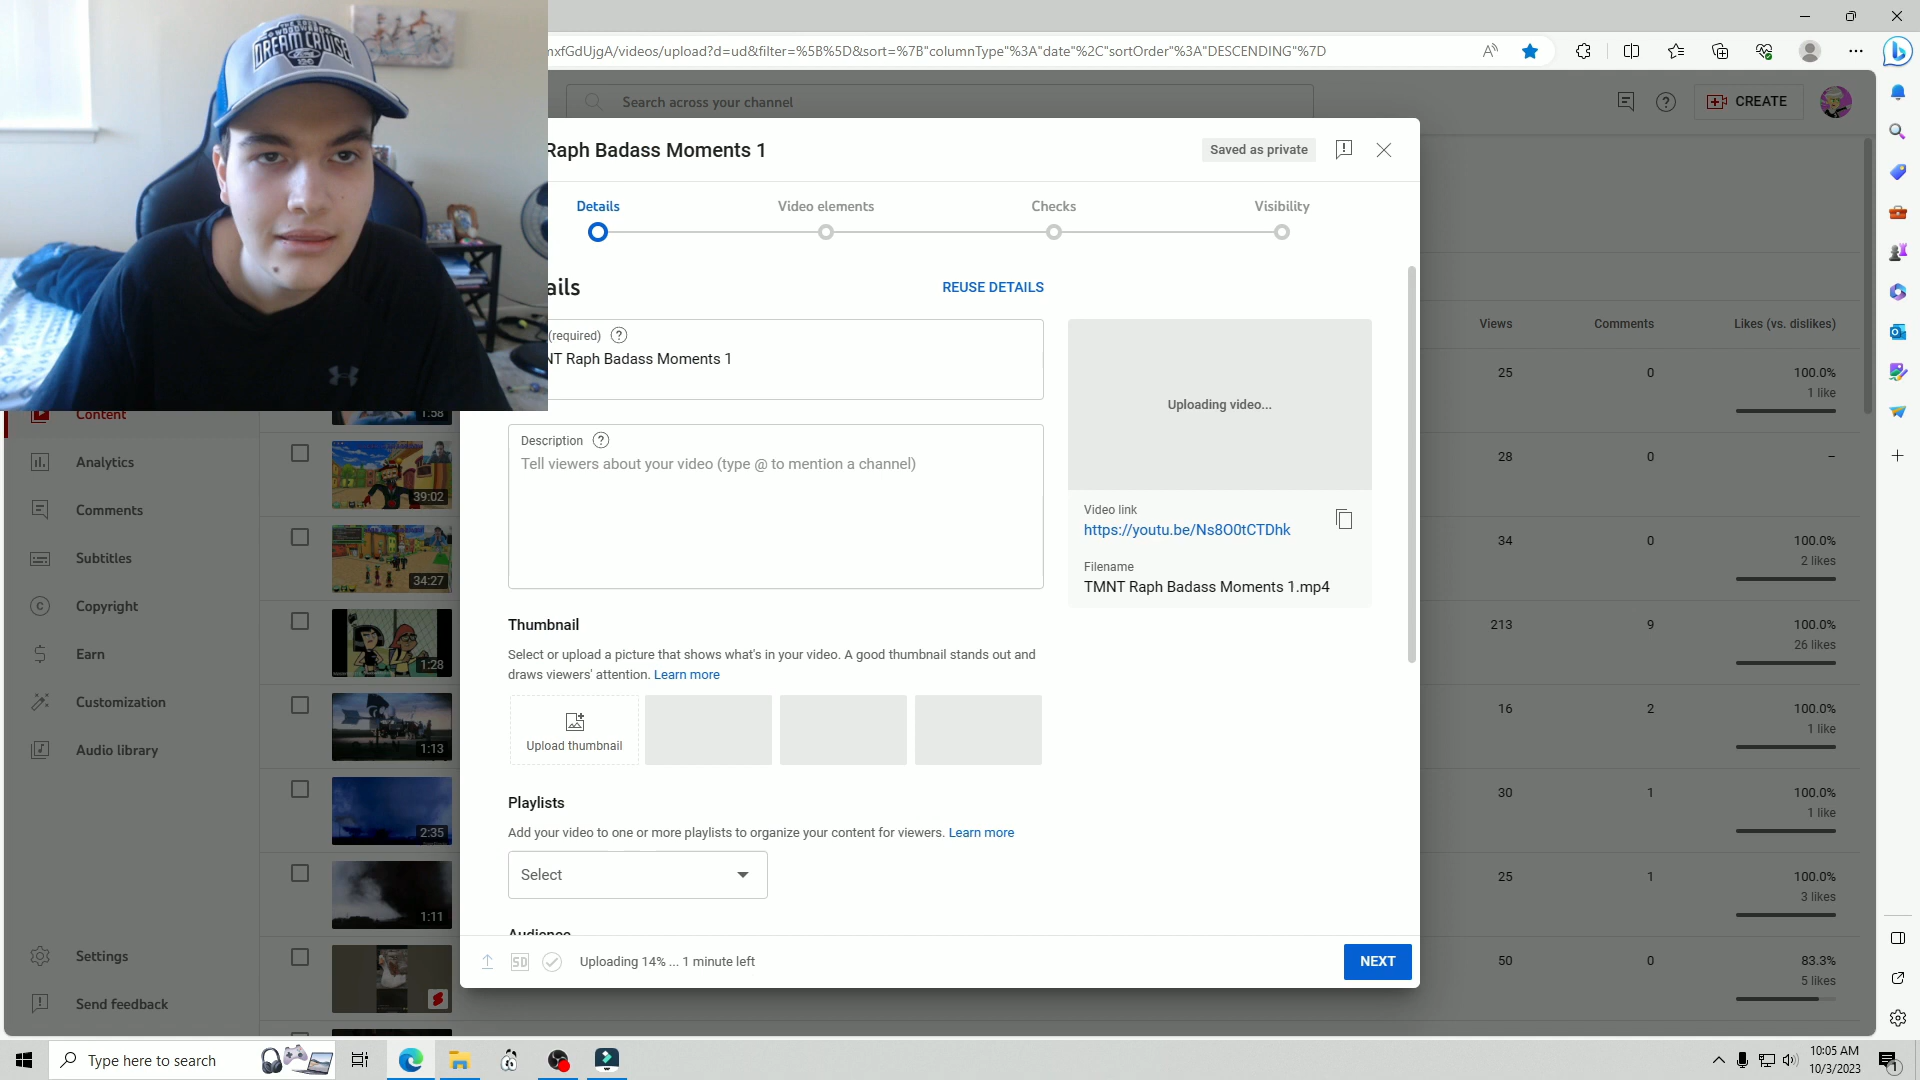 DREAM CRUISE
nxfGdUjgA/videos/upload?d=ud&filter=%5B%5D&sort=%7B"columnType"%3A"date"%2C"sortOrder"%3A"DESCENDING"%7D
Search across your channel
CREATE
Raph Badass Moments 1
Saved as private
Details
Video elements
Checks
Visibility
ails
REUSE DETAILS
(required)
NT Raph Badass Moments 1
Uploading video...
Description
Tell viewers about your video (type @ to mention a channel)
Video link
https://youtu.be/Ns8O0tCTDhk
Filename
TMNT Raph Badass Moments 1.mp4
Thumbnail
Select or upload a picture that shows what's in your video. A good thumbnail stands out and
draws viewers' attention. Learn more
Upload thumbnail
Playlists
Add your video to one or more playlists to organize your content for viewers. Learn more
Select
Audience
SD
Uploading 14% ... 1 minute left
NEXT
Content
Analytics
Comments
Subtitles
Copyright
Earn
Customization
Audio library
Settings
Send feedback
1:58
39:02
34:27
1:28
1:13
2:35
1:11
Views
Comments
Likes (vs. dislikes)
25
0
100.0%
1 like
28
0
–
34
0
100.0%
2 likes
213
9
100.0%
26 likes
16
2
100.0%
1 like
30
1
100.0%
1 like
25
1
100.0%
3 likes
50
0
83.3%
5 likes
Type here to search
10:05 AM
10/3/2023
1